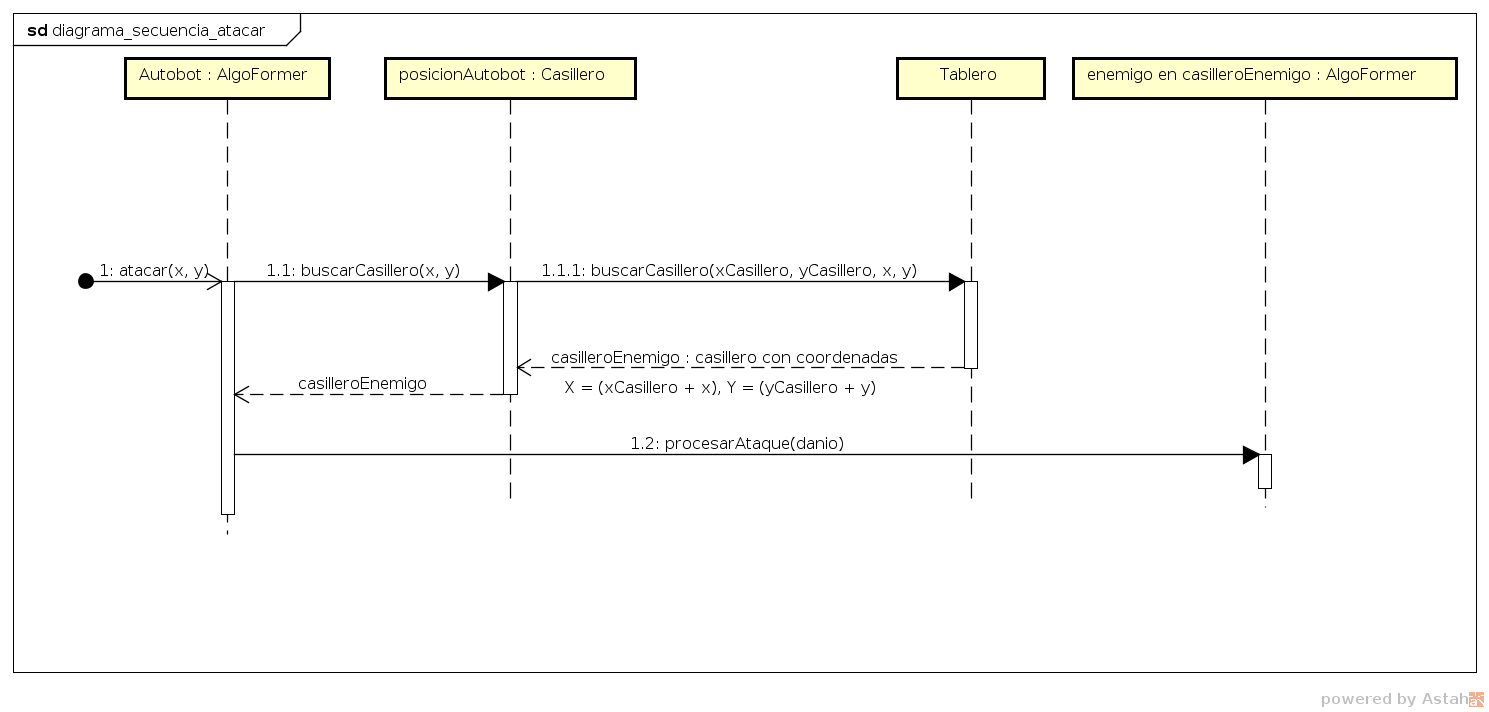 sd diagrama_secuencia_atacar
Autobot : AlgoFormer
posicionAutobot : Casillero
Tablero
enemigo en casilleroEnemigo : AlgoFormer
1: atacar(x, y)
1.1: buscarCasillero(x, y)
1.1.1: buscarCasillero(xCasillero, yCasillero, x, y)
casilleroEnemigo : casillero con coordenadas
X = (xCasillero + x), Y = (yCasillero + y)
casilleroEnemigo
1.2: procesarAtaque(danio)
powered by Astah